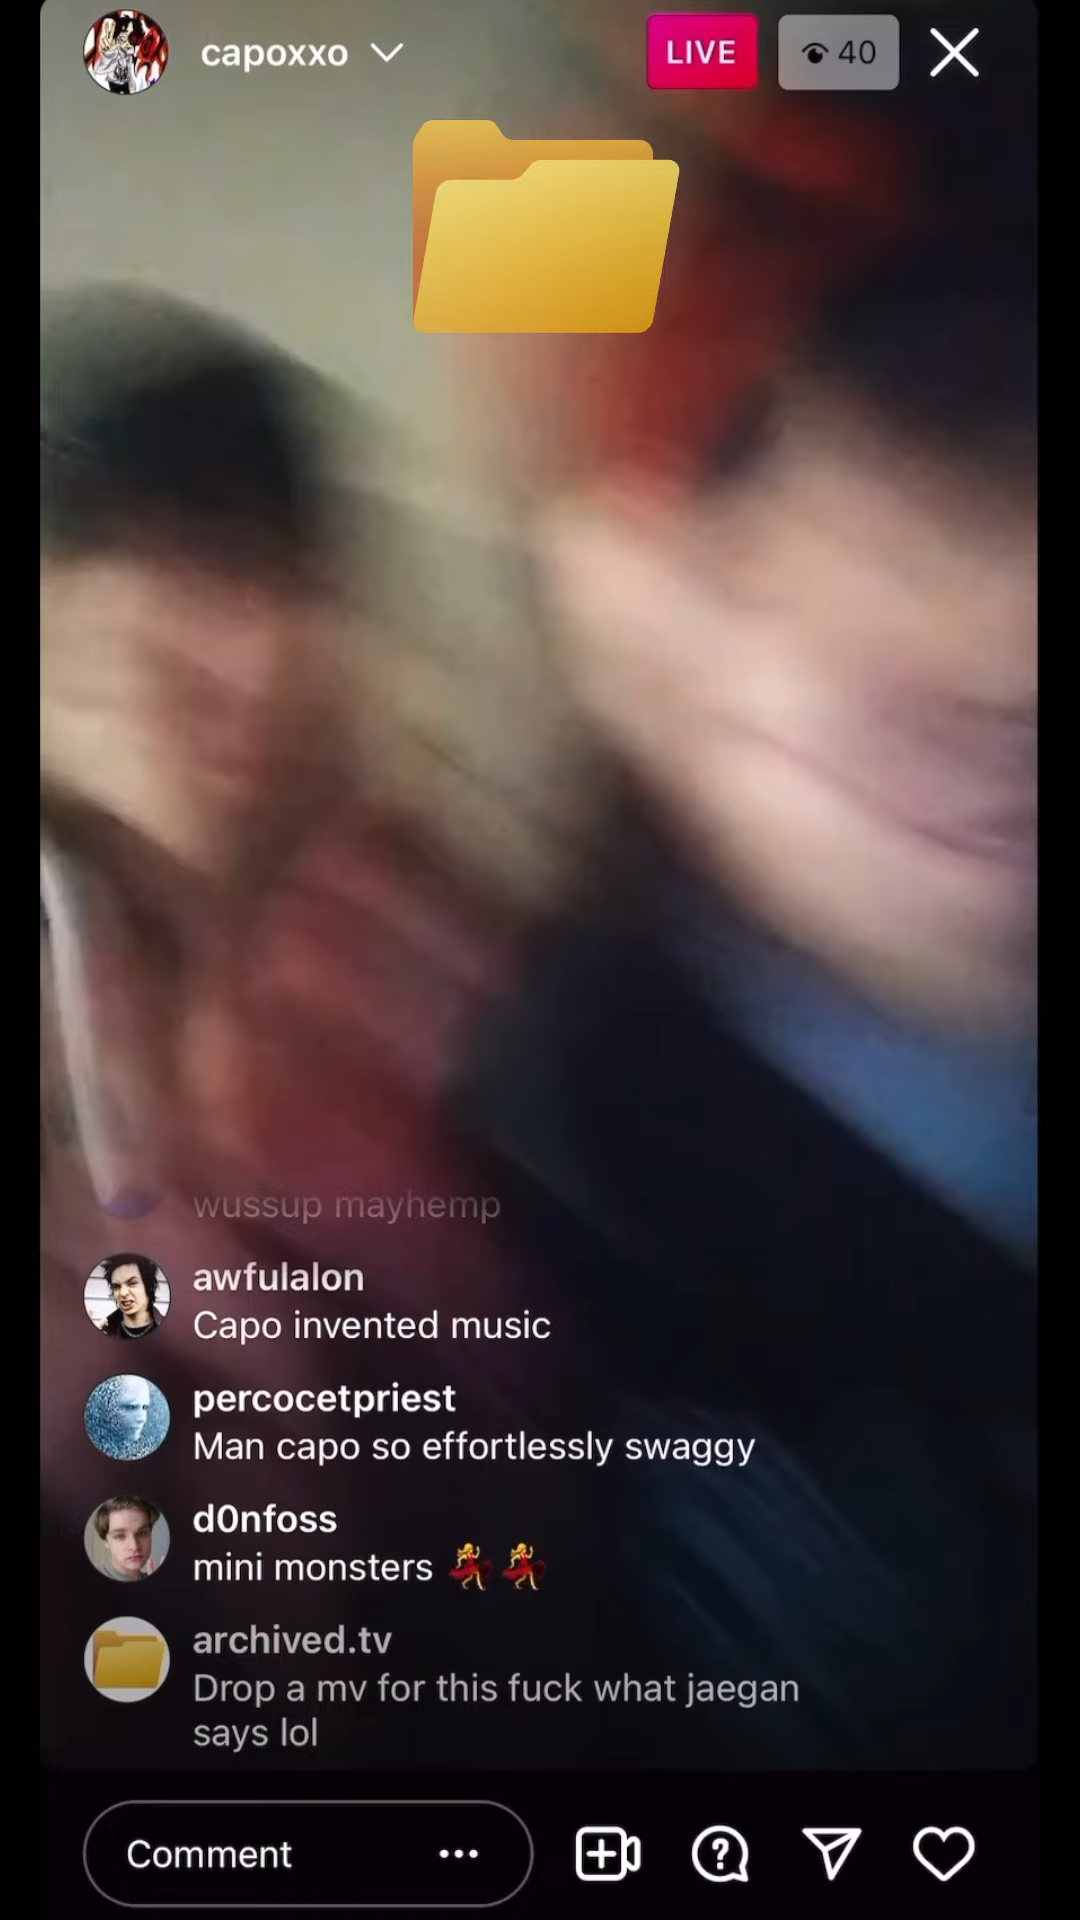 capoxxo
LIVE
40
wussup mayhemp
awfulalon
Capo invented music
percocetpriest
Man capo so effortlessly swaggy
d0nfoss
mini monsters 💃💃
archived.tv
Drop a mv for this fuck what jaegan
says lol
Comment